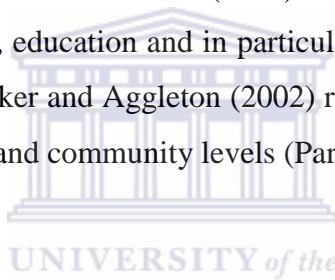 , education and in particul
ker and Aggleton (2002) r
and community levels (Par
UNIVERSITY of the